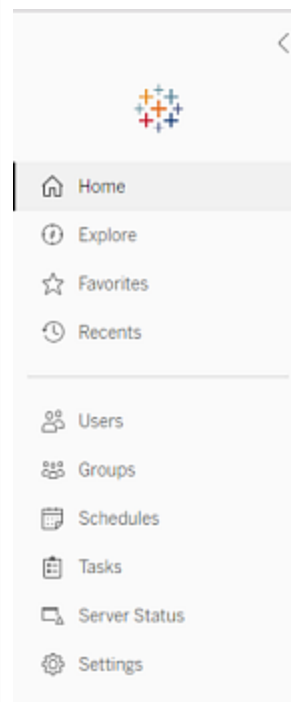 Home
Explore
Favorites
Recents
Users
Groups
Schedules
Tasks
Server Status
Settings